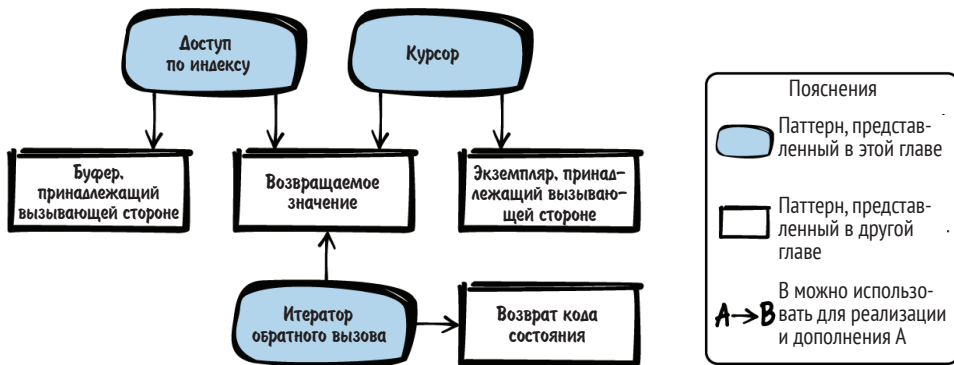 Доступ
по индексу
Курсор
Буфер,
принадлежащий
вызывающей стороне
Возвращаемое
значение
Экземпляр, принад-
лежащий вызываю-
щей стороне
Итератор
обратного вызова
Возврат кода
состояния
Пояснения
Паттерн, представ-
ленный в этой главе
Паттерн, представ-
ленный в другой
главе
A→B
В можно использо-
вать для реализации
и дополнения А